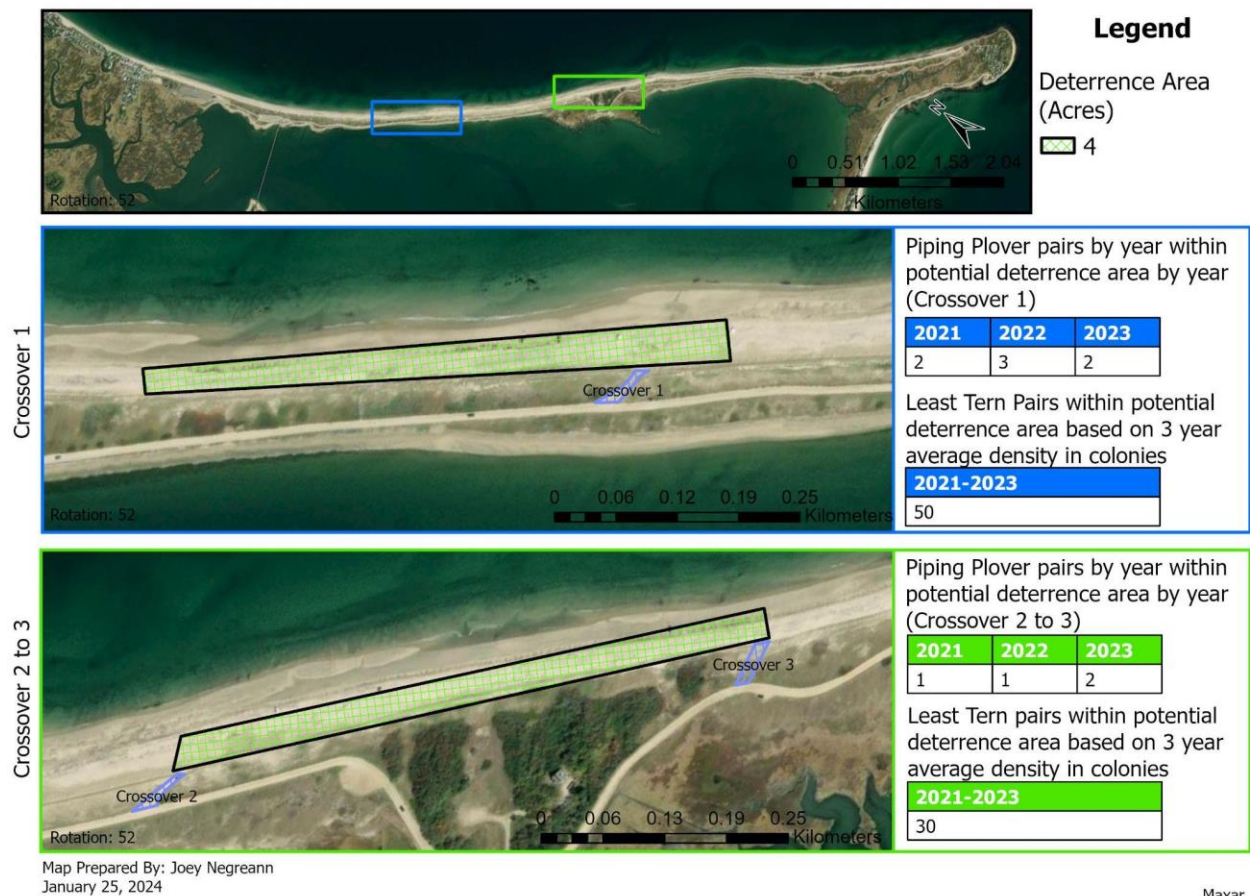 Legend
Deterrence Area
(Acres)
4
N
0 0.51 1.02 1.53 2.04
Kilometers
Rotation: 52
Crossover 1
Crossover 1
0 0.06 0.12 0.19 0.25
Kilometers
Rotation: 52
Piping Plover pairs by year within
potential deterrence area by year
(Crossover 1)
2021 2022 2023
2 3 2
Least Tern Pairs within potential
deterrence area based on 3 year
average density in colonies
2021-2023
50
Crossover 2 to 3
Crossover 3
Crossover 2
0 0.06 0.13 0.19 0.25
Kilometers
Rotation: 52
Piping Plover pairs by year within
potential deterrence area by year
(Crossover 2 to 3)
2021 2022 2023
1 1 2
Least Tern pairs within potential
deterrence area based on 3 year
average density in colonies
2021-2023
30
Map Prepared By: Joey Negreann
January 25, 2024
Maxar